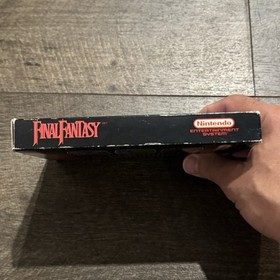 FINAL FANTASY
Nintendo
ENTERTAINMENT
SYSTEM